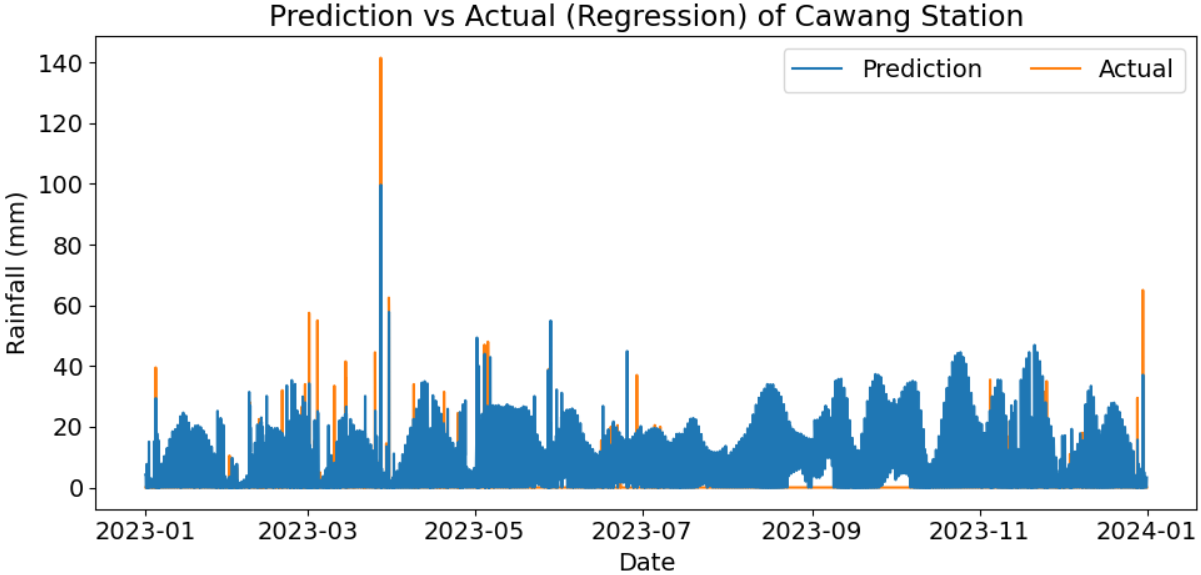 Prediction vs Actual (Regression) of Cawang Station
Prediction Actual
Rainfall (mm)
140
120
100
80
60
40
20
0
2023-01 2023-03 2023-05 2023-07 2023-09 2023-11 2024-01
Date